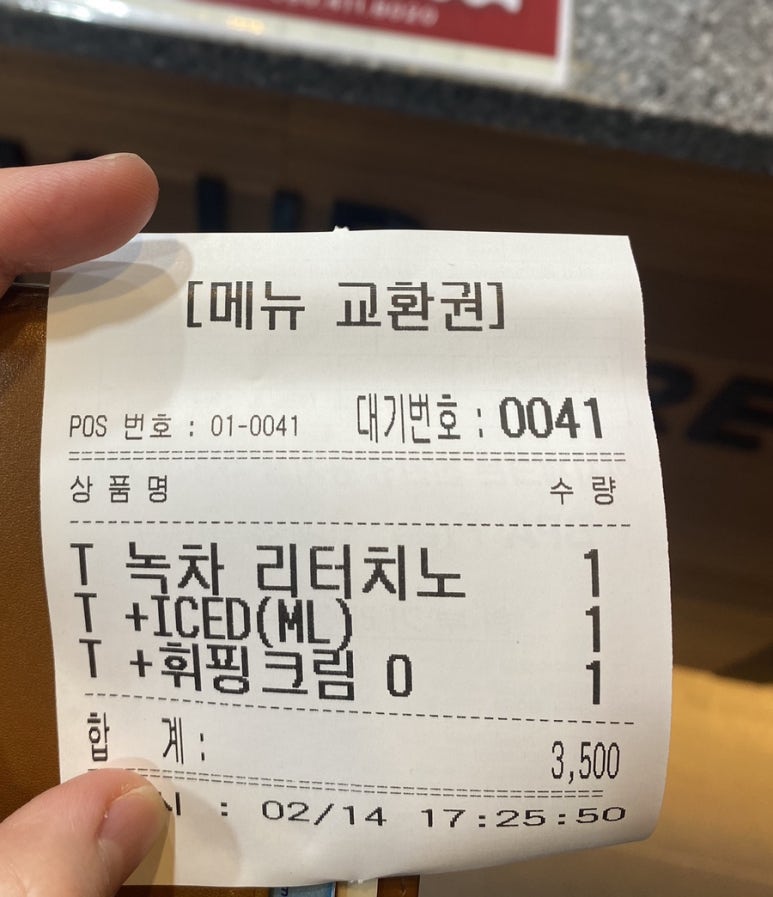 [메뉴 교환권]
POS 번호 : 01-0041 대기번호 : 0041
상 품 명 수 량
T 녹차 리터치노 1
T +ICED(ML) 1
T +휘핑크림 O 1
합 계 : 3,500
: 02/14 17:25:50